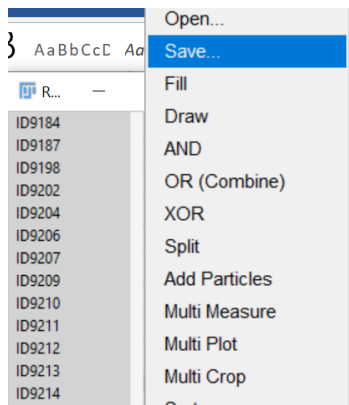 Open...
AaBbCcD Aa
Save...
R...
Fill
Draw
AND
OR (Combine)
XOR
Split
Add Particles
Multi Measure
Multi Plot
Multi Crop
ID9184
ID9187
ID9198
ID9202
ID9204
ID9206
ID9207
ID9209
ID9210
ID9211
ID9212
ID9213
ID9214